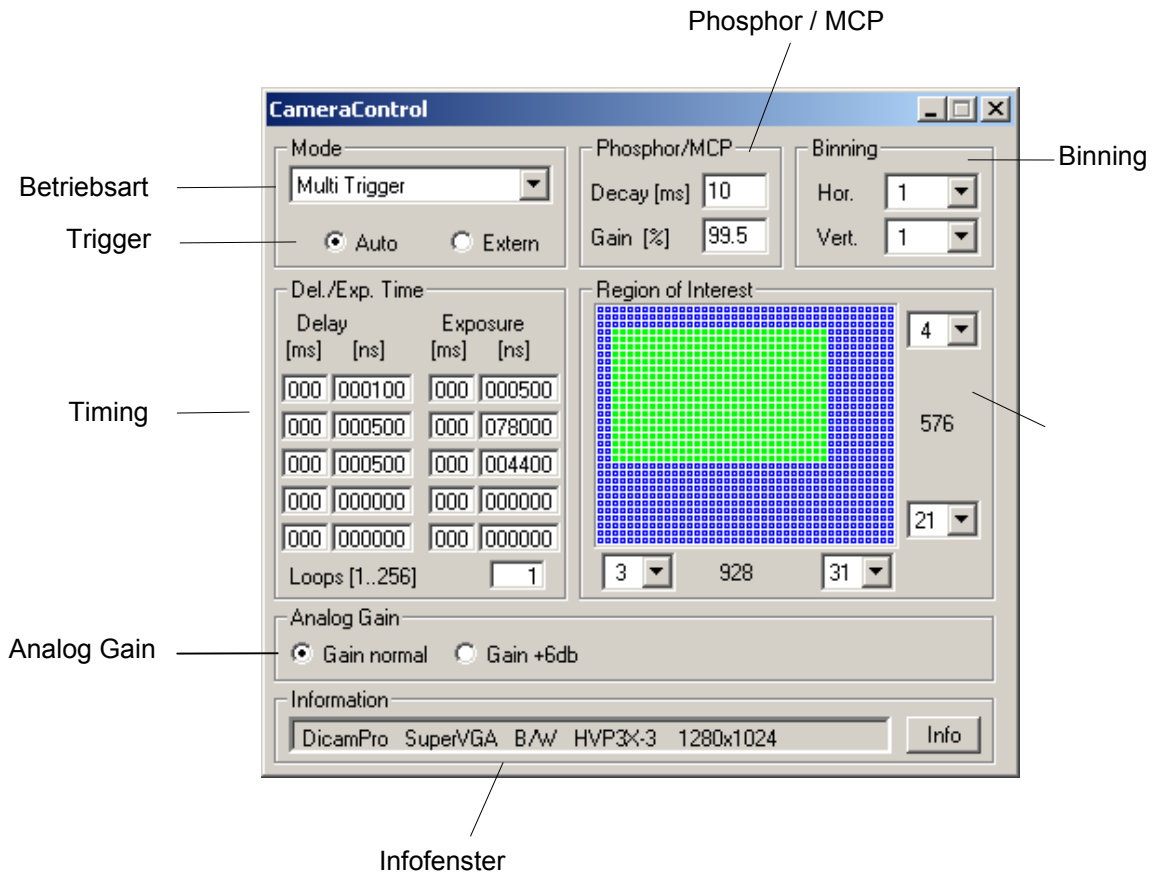 Phosphor / MCP
CameraControl
Mode
Multi Trigger
Auto Extern
Phosphor/MCP
Decay [ms] 10
Gain [%] 99.5
Binning
Hor. 1
Vert. 1
Binning
Betriebsart
Trigger
Del./Exp. Time
Delay Exposure
[ms] [ns] [ms] [ns]
000 000100 000 000500
000 000500 000 078000
000 000500 000 004400
000 000000 000 000000
000 000000 000 000000
Loops [1..256] 1
Timing
Region of Interest
4
576
21
3 928 31
Analog Gain
Analog Gain
Gain normal Gain +6db
Information
DicamPro SuperVGA B/W HVP3X-3 1280x1024
Info
Infofenster